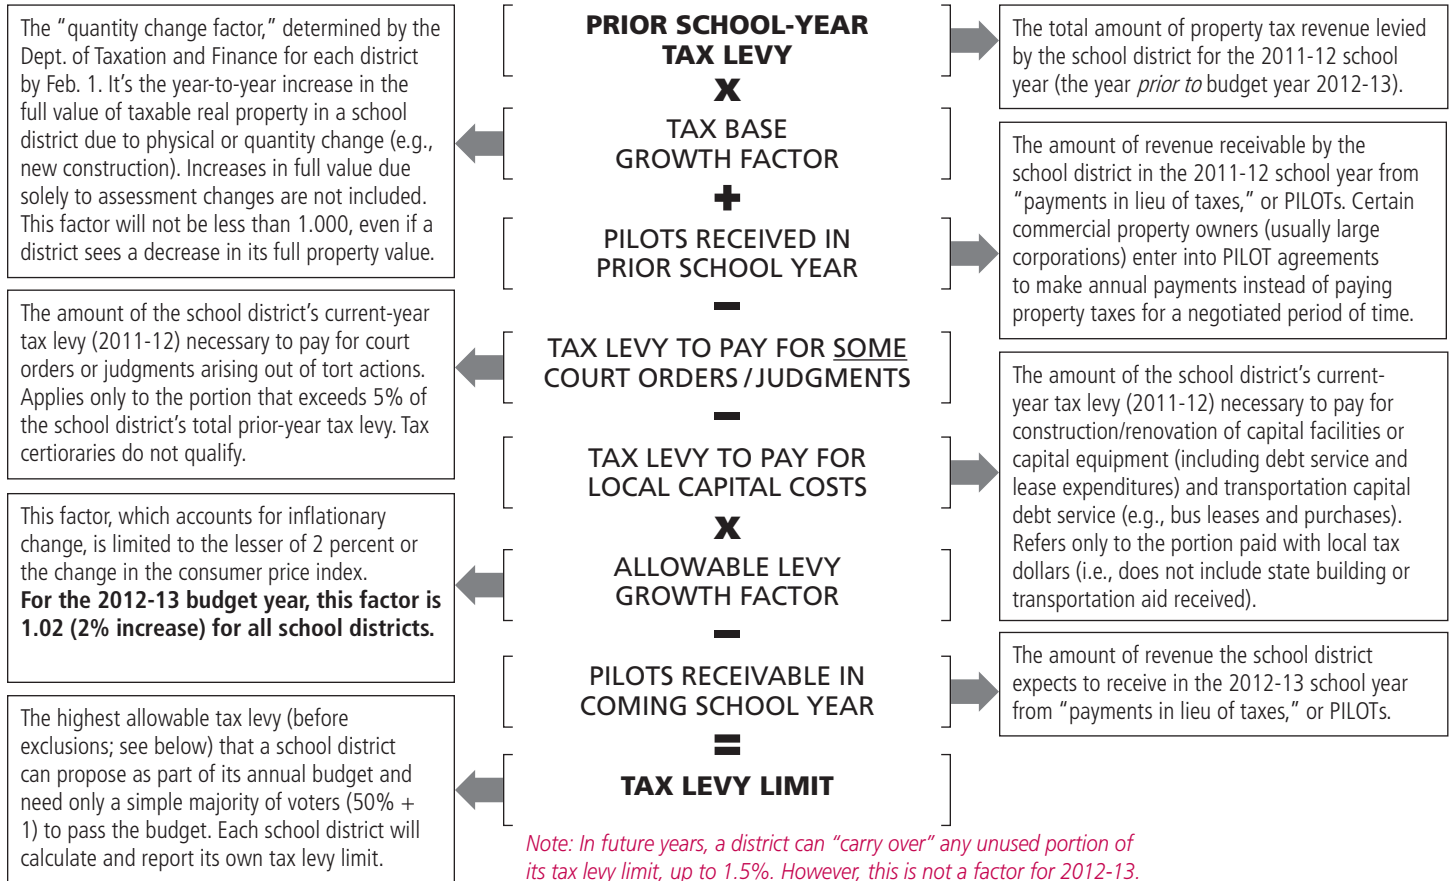 The “quantity change factor,” determined by the
Dept. of Taxation and Finance for each district
by Feb. 1. It’s the year-to-year increase in the
full value of taxable real property in a school
district due to physical or quantity change (e.g.,
new construction). Increases in full value due
solely to assessment changes are not included.
This factor will not be less than 1.000, even if a
district sees a decrease in its full property value.
The amount of the school district’s current-year
tax levy (2011-12) necessary to pay for court
orders or judgments arising out of tort actions.
Applies only to the portion that exceeds 5% of
the school district’s total prior-year tax levy. Tax
certioraries do not qualify.
This factor, which accounts for inflationary
change, is limited to the lesser of 2 percent or
the change in the consumer price index.
For the 2012-13 budget year, this factor is
1.02 (2% increase) for all school districts.
The highest allowable tax levy (before
exclusions; see below) that a school district
can propose as part of its annual budget and
need only a simple majority of voters (50% +
1) to pass the budget. Each school district will
calculate and report its own tax levy limit.
PRIOR SCHOOL-YEAR
TAX LEVY
X
TAX BASE
GROWTH FACTOR
+
PILOTS RECEIVED IN
PRIOR SCHOOL YEAR
–
TAX LEVY TO PAY FOR SOME
COURT ORDERS / JUDGMENTS
–
TAX LEVY TO PAY FOR
LOCAL CAPITAL COSTS
X
ALLOWABLE LEVY
GROWTH FACTOR
–
PILOTS RECEIVABLE IN
COMING SCHOOL YEAR
=
TAX LEVY LIMIT
Note: In future years, a district can “carry over” any unused portion of
its tax levy limit, up to 1.5%. However, this is not a factor for 2012-13.
The total amount of property tax revenue levied
by the school district for the 2011-12 school
year (the year prior to budget year 2012-13).
The amount of revenue receivable by the
school district in the 2011-12 school year from
“payments in lieu of taxes,” or PILOTs. Certain
commercial property owners (usually large
corporations) enter into PILOT agreements
to make annual payments instead of paying
property taxes for a negotiated period of time.
The amount of the school district’s current-
year tax levy (2011-12) necessary to pay for
construction/renovation of capital facilities or
capital equipment (including debt service and
lease expenditures) and transportation capital
debt service (e.g., bus leases and purchases).
Refers only to the portion paid with local tax
dollars (i.e., does not include state building or
transportation aid received).
The amount of revenue the school district
expects to receive in the 2012-13 school year
from “payments in lieu of taxes,” or PILOTs.